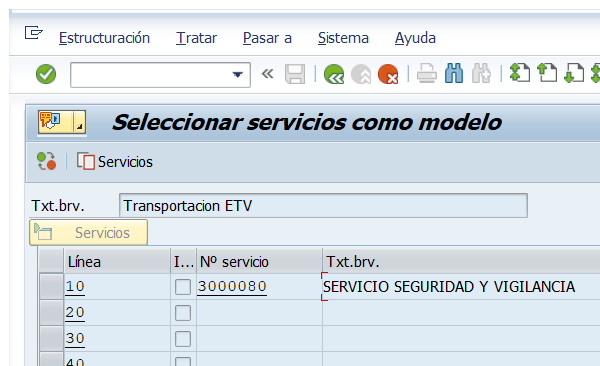 Estructuración Tratar Pasar a Sistema Ayuda
Seleccionar servicios como modelo
Servicios
Txt.brv. Transportacion ETV
Servicios
Línea I... Nº servicio Txt.brv.
10 3000080 SERVICIO SEGURIDAD Y VIGILANCIA
20
30
40